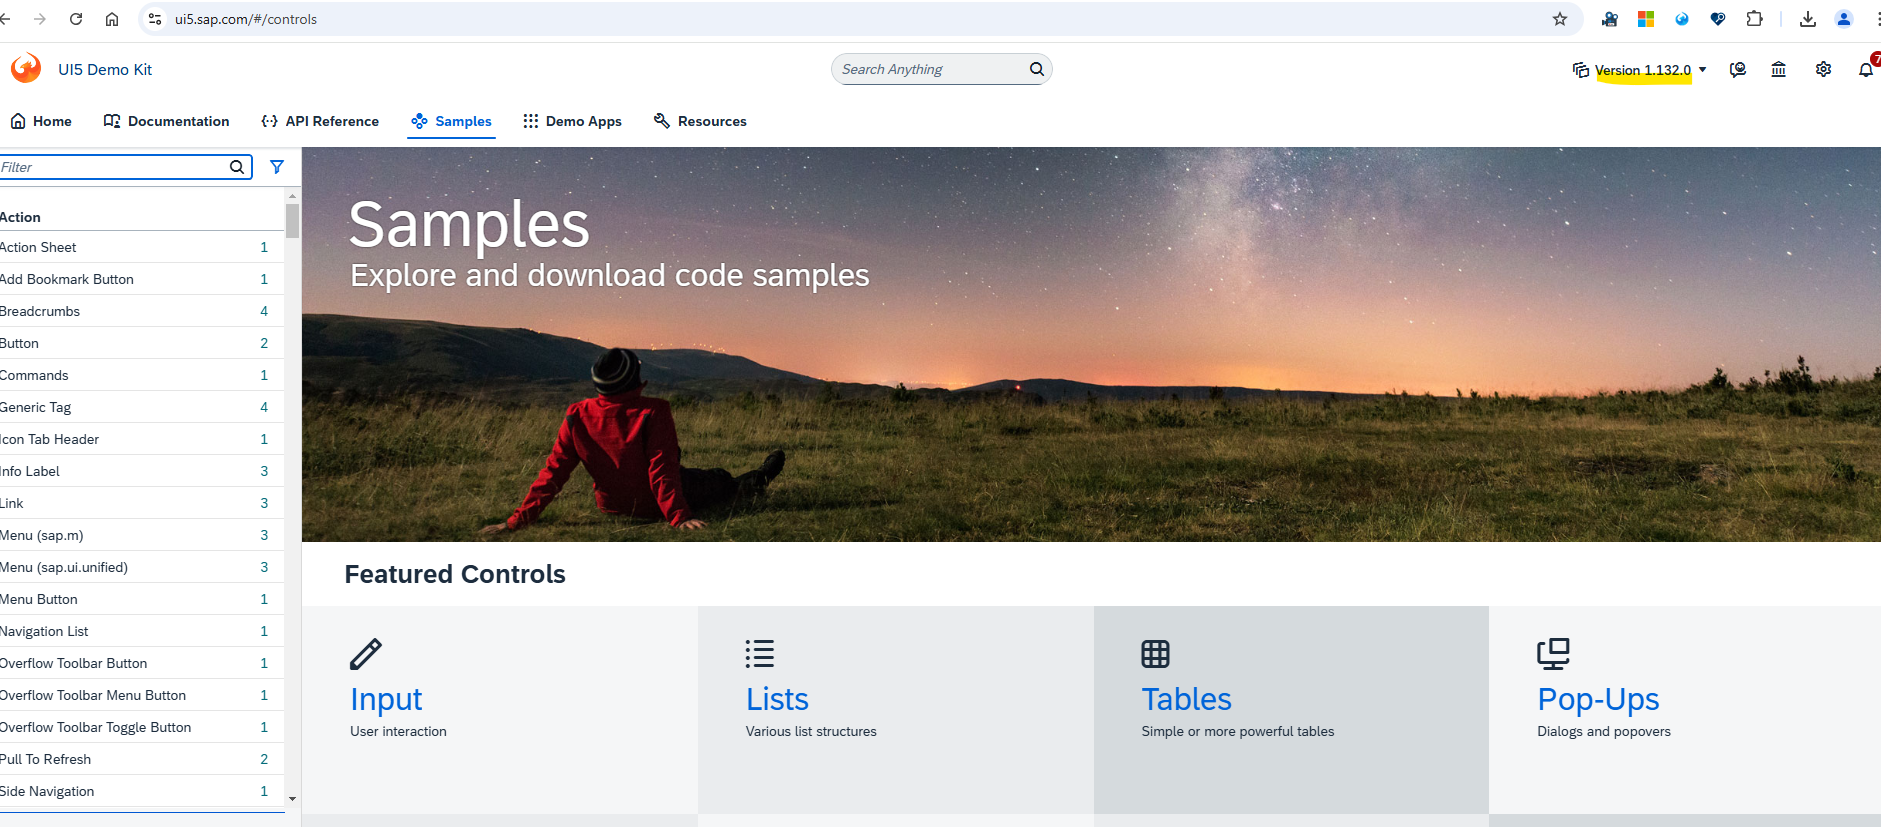 ui5.sap.com/#/controls
UI5 Demo Kit
Search Anything
Version 1.132.0
7
Home
Documentation
API Reference
Samples
Demo Apps
Resources
Filter
Action
Action Sheet 1
Add Bookmark Button 1
Breadcrumbs 4
Button 2
Commands 1
Generic Tag 4
Icon Tab Header 1
Info Label 3
Link 3
Menu (sap.m) 3
Menu (sap.ui.unified) 3
Menu Button 1
Navigation List 1
Overflow Toolbar Button 1
Overflow Toolbar Menu Button 1
Overflow Toolbar Toggle Button 1
Pull To Refresh 2
Side Navigation 1
Samples
Explore and download code samples
Featured Controls
Input
User interaction
Lists
Various list structures
Tables
Simple or more powerful tables
Pop-Ups
Dialogs and popovers